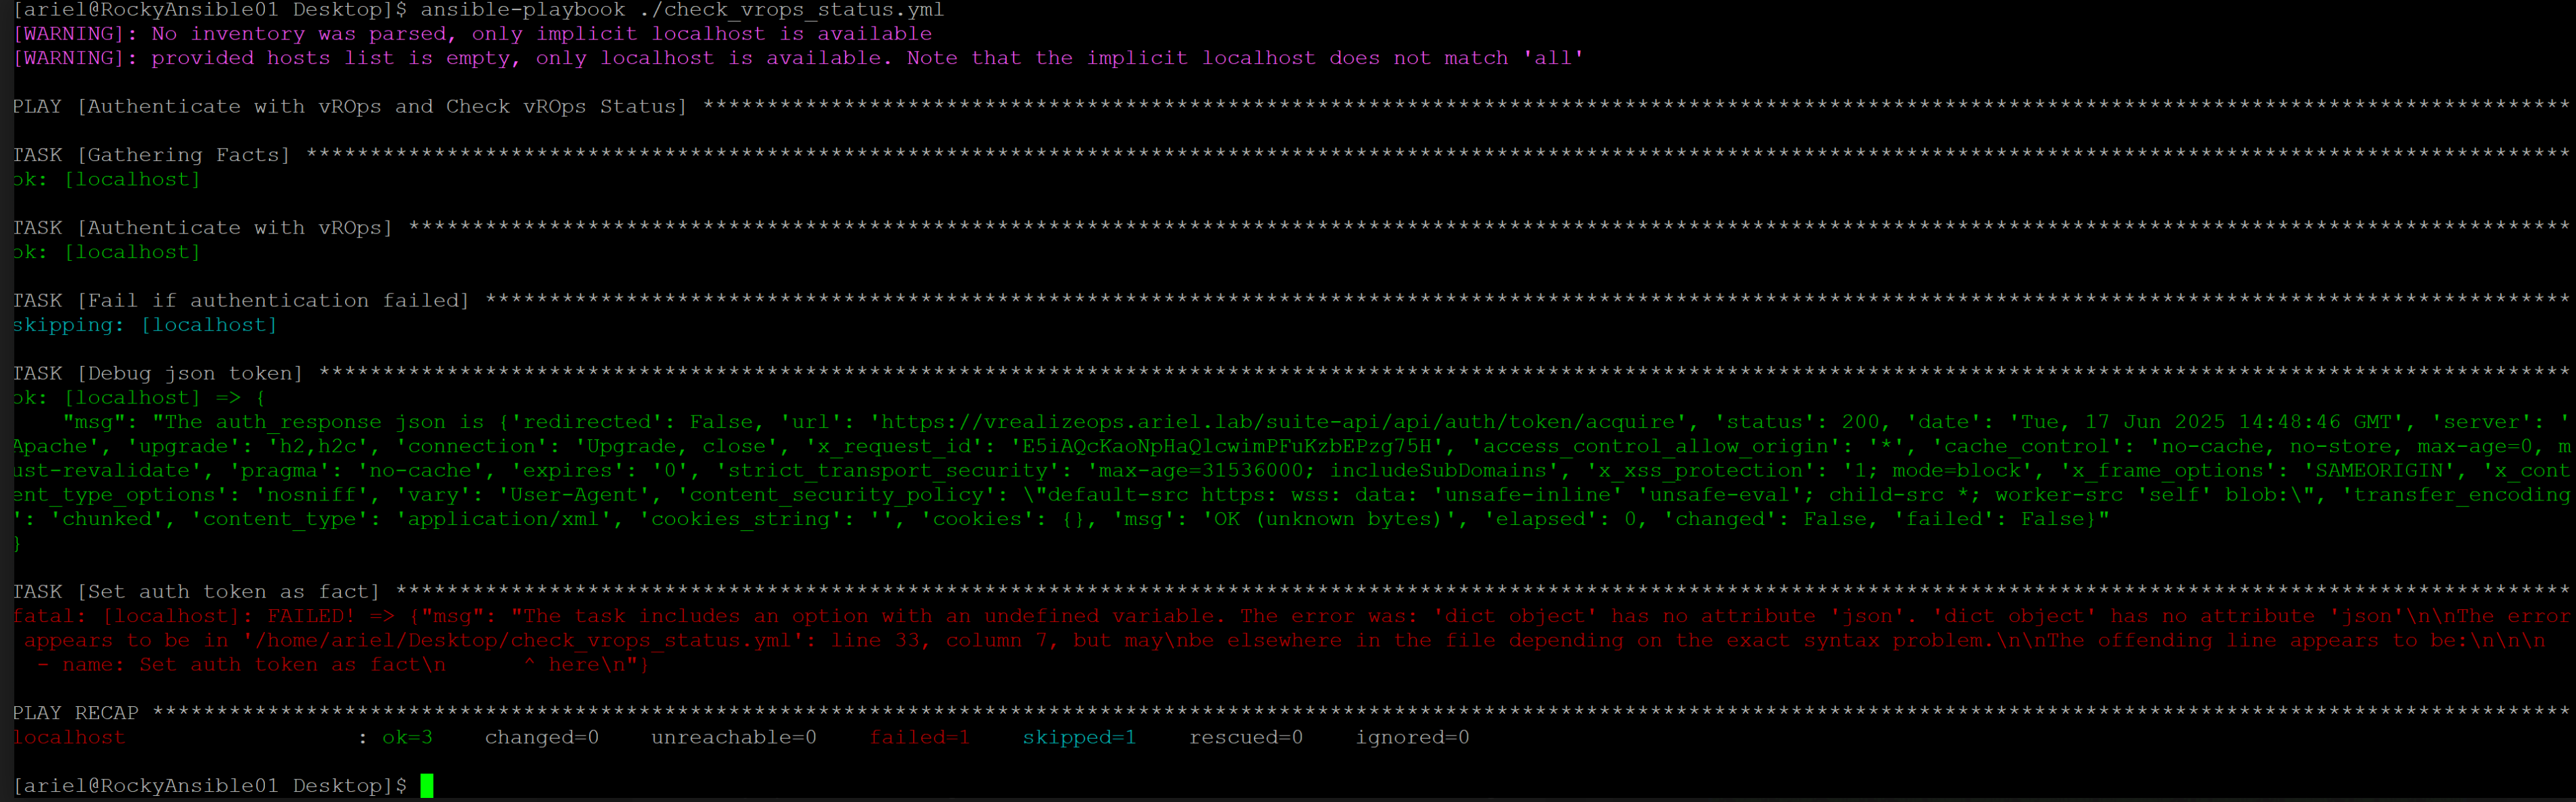 [ariel@RockyAnsible01 Desktop]$ ansible-playbook ./check_vrops_status.yml
[WARNING]: No inventory was parsed, only implicit localhost is available
[WARNING]: provided hosts list is empty, only localhost is available. Note that the implicit localhost does not match 'all'
PLAY [Authenticate with vROps and Check vROps Status] **************************************************************************************************************************************************
TASK [Gathering Facts] *********************************************************************************************************************************************************************************
ok: [localhost]
TASK [Authenticate with vROps] *************************************************************************************************************************************************************************
ok: [localhost]
TASK [Fail if authentication failed] *******************************************************************************************************************************************************************
skipping: [localhost]
TASK [Debug json token] ********************************************************************************************************************************************************************************
ok: [localhost] => {
    "msg": "The auth_response json is {'redirected': False, 'url': 'https://vrealizeops.ariel.lab/suite-api/api/auth/token/acquire', 'status': 200, 'date': 'Tue, 17 Jun 2025 14:48:46 GMT', 'server': '
Apache', 'upgrade': 'h2,h2c', 'connection': 'Upgrade, close', 'x_request_id': 'E5iAQcKaoNpHaQlcwimPFuKzbEPzg75H', 'access_control_allow_origin': '*', 'cache_control': 'no-cache, no-store, max-age=0, m
ust-revalidate', 'pragma': 'no-cache', 'expires': '0', 'strict_transport_security': 'max-age=31536000; includeSubDomains', 'x_xss_protection': '1; mode=block', 'x_frame_options': 'SAMEORIGIN', 'x_cont
ent_type_options': 'nosniff', 'vary': 'User-Agent', 'content_security_policy': \"default-src https: wss: data: 'unsafe-inline' 'unsafe-eval'; child-src *; worker-src 'self' blob:\", 'transfer_encoding
': 'chunked', 'content_type': 'application/xml', 'cookies_string': '', 'cookies': {}, 'msg': 'OK (unknown bytes)', 'elapsed': 0, 'changed': False, 'failed': False}"
}
TASK [Set auth token as fact] **************************************************************************************************************************************************************************
fatal: [localhost]: FAILED! => {"msg": "The task includes an option with an undefined variable. The error was: 'dict object' has no attribute 'json'. 'dict object' has no attribute 'json'\n\nThe error
 appears to be in '/home/ariel/Desktop/check_vrops_status.yml': line 33, column 7, but may\nbe elsewhere in the file depending on the exact syntax problem.\n\nThe offending line appears to be:\n\n\n
  - name: Set auth token as fact\n      ^ here\n"}
PLAY RECAP *********************************************************************************************************************************************************************************************
localhost                  : ok=3    changed=0    unreachable=0    failed=1    skipped=1    rescued=0    ignored=0
[ariel@RockyAnsible01 Desktop]$